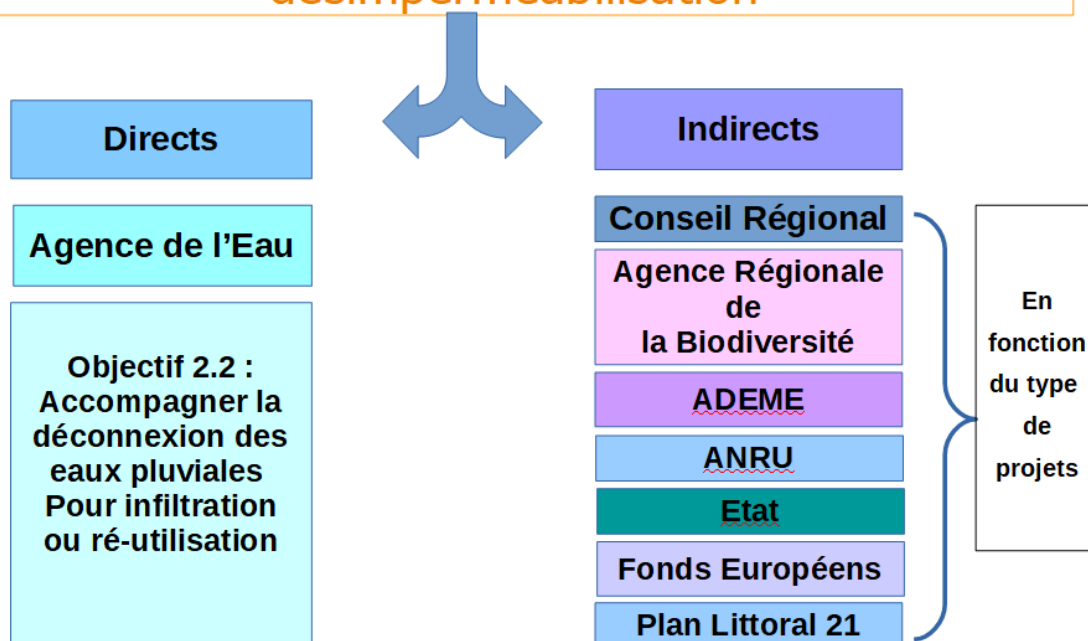 désimperméabilisation
Directs
Agence de l'Eau
Objectif 2.2 :
Accompagner la
déconnexion des
eaux pluviales
Pour infiltration
ou ré-utilisation
Indirects
Conseil Régional
Agence Régionale
de
la Biodiversité
ADEME
ANRU
Etat
Fonds Européens
Plan Littoral 21
En
fonction
du type
de
projets